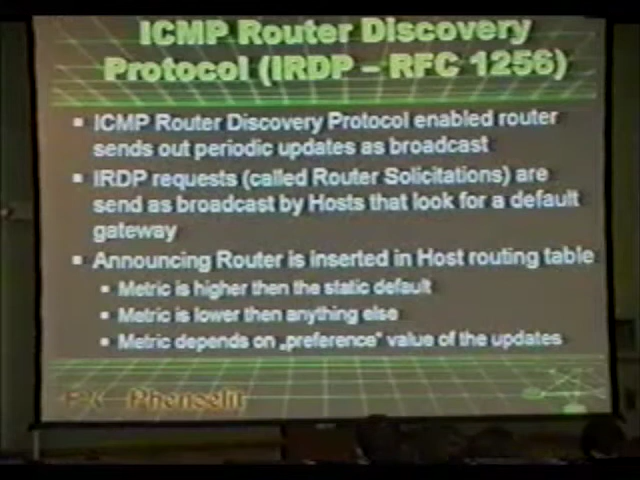 ICMP Router Discovery
Protocol (IRDP – RFC 1256)
ICMP Router Discovery Protocol enabled router
sends out periodic updates as broadcast
IRDP requests (called Router Solicitations) are
send as broadcast by Hosts that look for a default
gateway
Announcing Router is inserted in Host routing table
Metric is higher then the static default
Metric is lower then anything else
Metric depends on „preference" value of the updates
FX Phenoelit